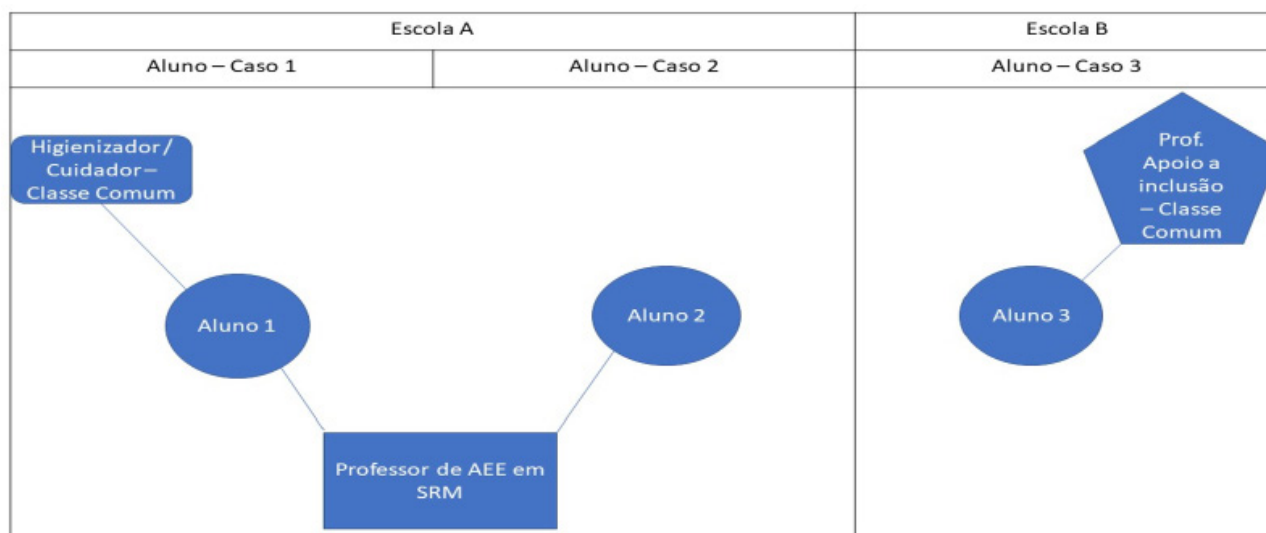 Escola A
Escola B
Aluno – Caso 1
Aluno – Caso 2
Aluno – Caso 3
Higienizador /
Cuidador–
Classe Comum
Prof.
Apoio a
inclusão
– Classe
Comum
Aluno 1
Aluno 2
Aluno 3
Professor de AEE em
SRM